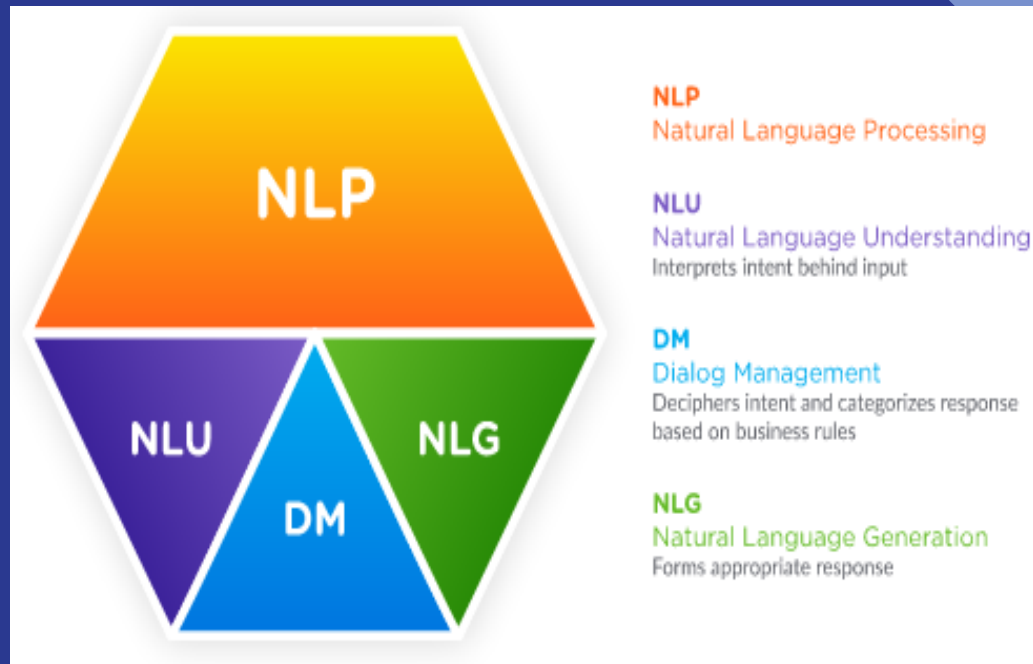 NLP
NLU
DM
NLG
NLP
Natural Language Processing
NLU
Natural Language Understanding
Interprets intent behind input
DM
Dialog Management
Deciphers intent and categorizes response
based on business rules
NLG
Natural Language Generation
Forms appropriate response